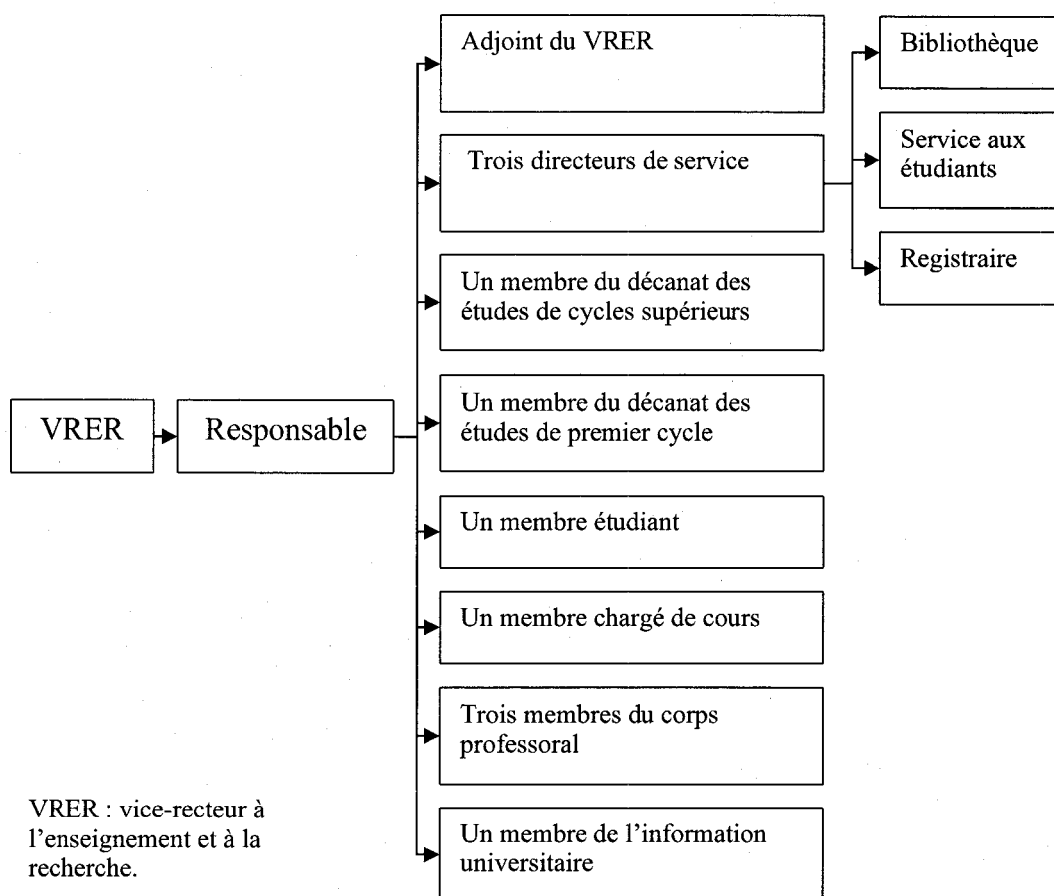 VRER
Responsable
Adjoint du VRER
Trois directeurs de service
Bibliothèque
Service aux
étudiants
Registraire
Un membre du décanat des
études de cycles supérieurs
Un membre du décanat des
études de premier cycle
Un membre étudiant
Un membre chargé de cours
Trois membres du corps
professoral
Un membre de l’information
universitaire
VRER : vice-recteur à
l’enseignement et à la
recherche.